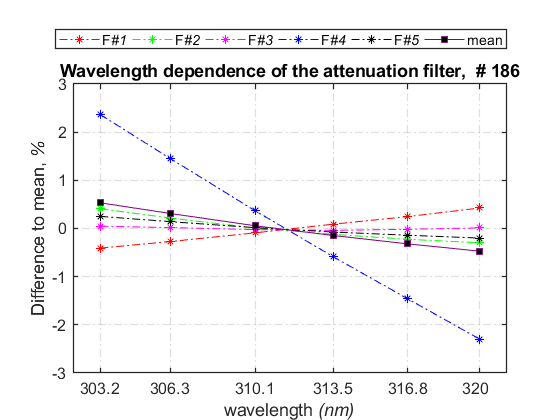 F#1 F#2 F#3 F#4 F#5 mean
Wavelength dependence of the attenuation filter, # 186
3
2
1
0
-1
-2
-3
Difference to mean, %
303.2 306.3 310.1 313.5 316.8 320
wavelength (nm)